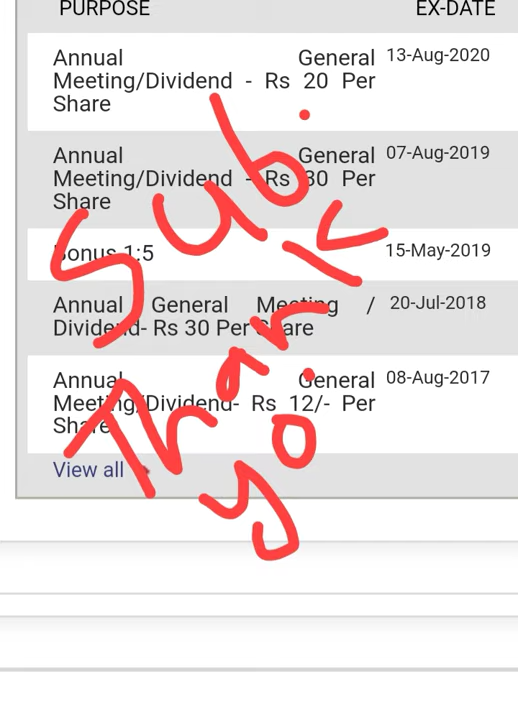 PURPOSE EX-DATE
Annual General 13-Aug-2020
Meeting/Dividend - Rs 20 Per
Share
Annual General 07-Aug-2019
Meeting/Dividend - Rs 30 Per
Share
Bonus 1:5 15-May-2019
Annual General Meeting / 20-Jul-2018
Dividend- Rs 30 Per Share
Annual General 08-Aug-2017
Meeting/Dividend- Rs 12/- Per
Share
View all
Sub.
Thank
yo